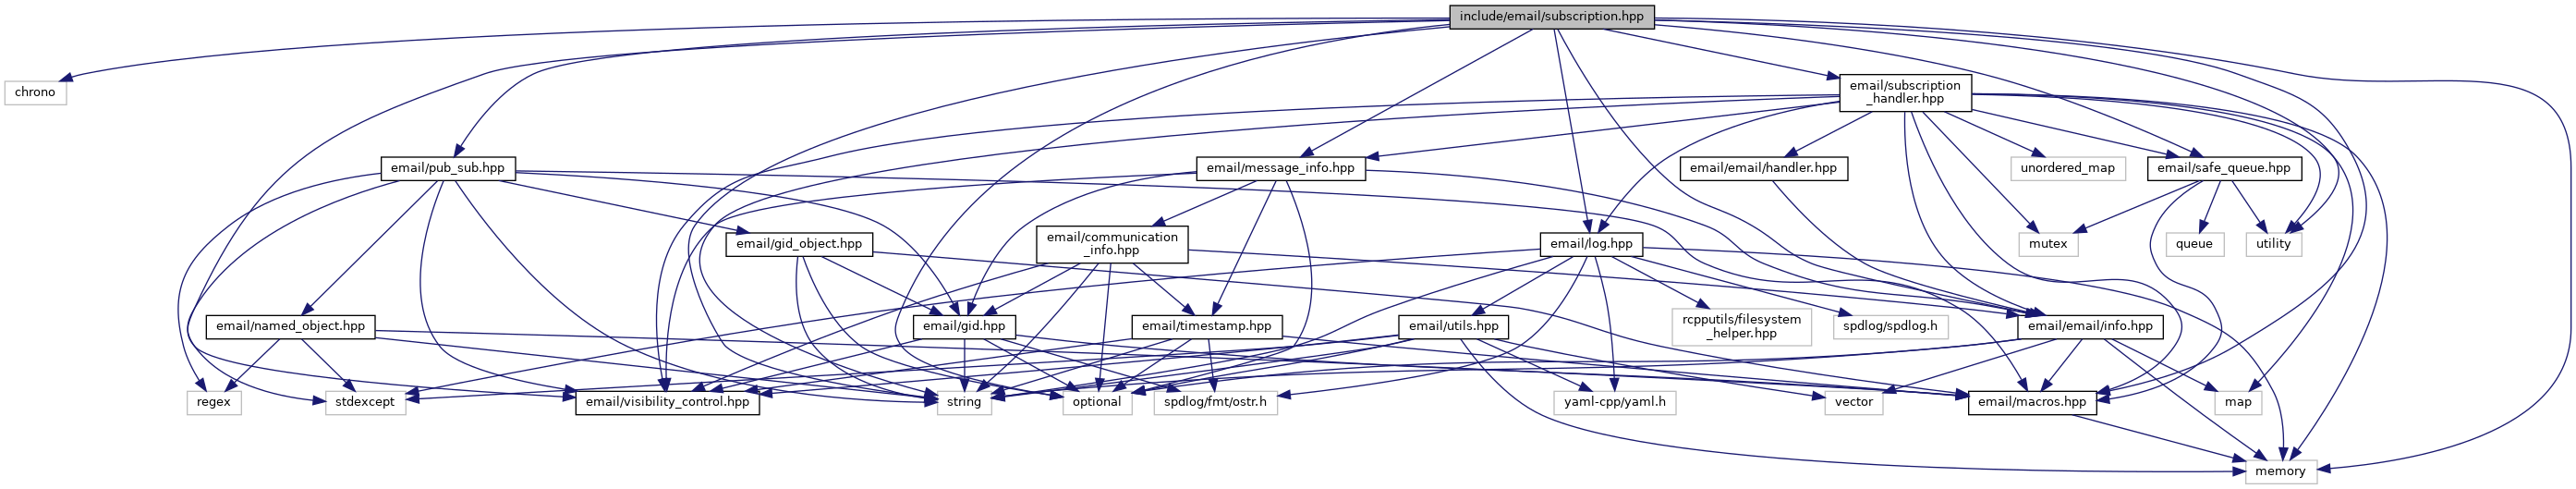 include/email/subscription.hpp
chrono
email/subscription
_handler.hpp
email/pub_sub.hpp
email/message_info.hpp
email/email/handler.hpp
unordered_map
email/safe_queue.hpp
email/gid_object.hpp
email/communication
_info.hpp
email/log.hpp
mutex
queue
utility
email/named_object.hpp
email/gid.hpp
email/timestamp.hpp
email/utils.hpp
rcpputils/filesystem
_helper.hpp
spdlog/spdlog.h
email/email/info.hpp
regex
stdexcept
email/visibility_control.hpp
string
optional
spdlog/fmt/ostr.h
yaml-cpp/yaml.h
vector
email/macros.hpp
map
memory